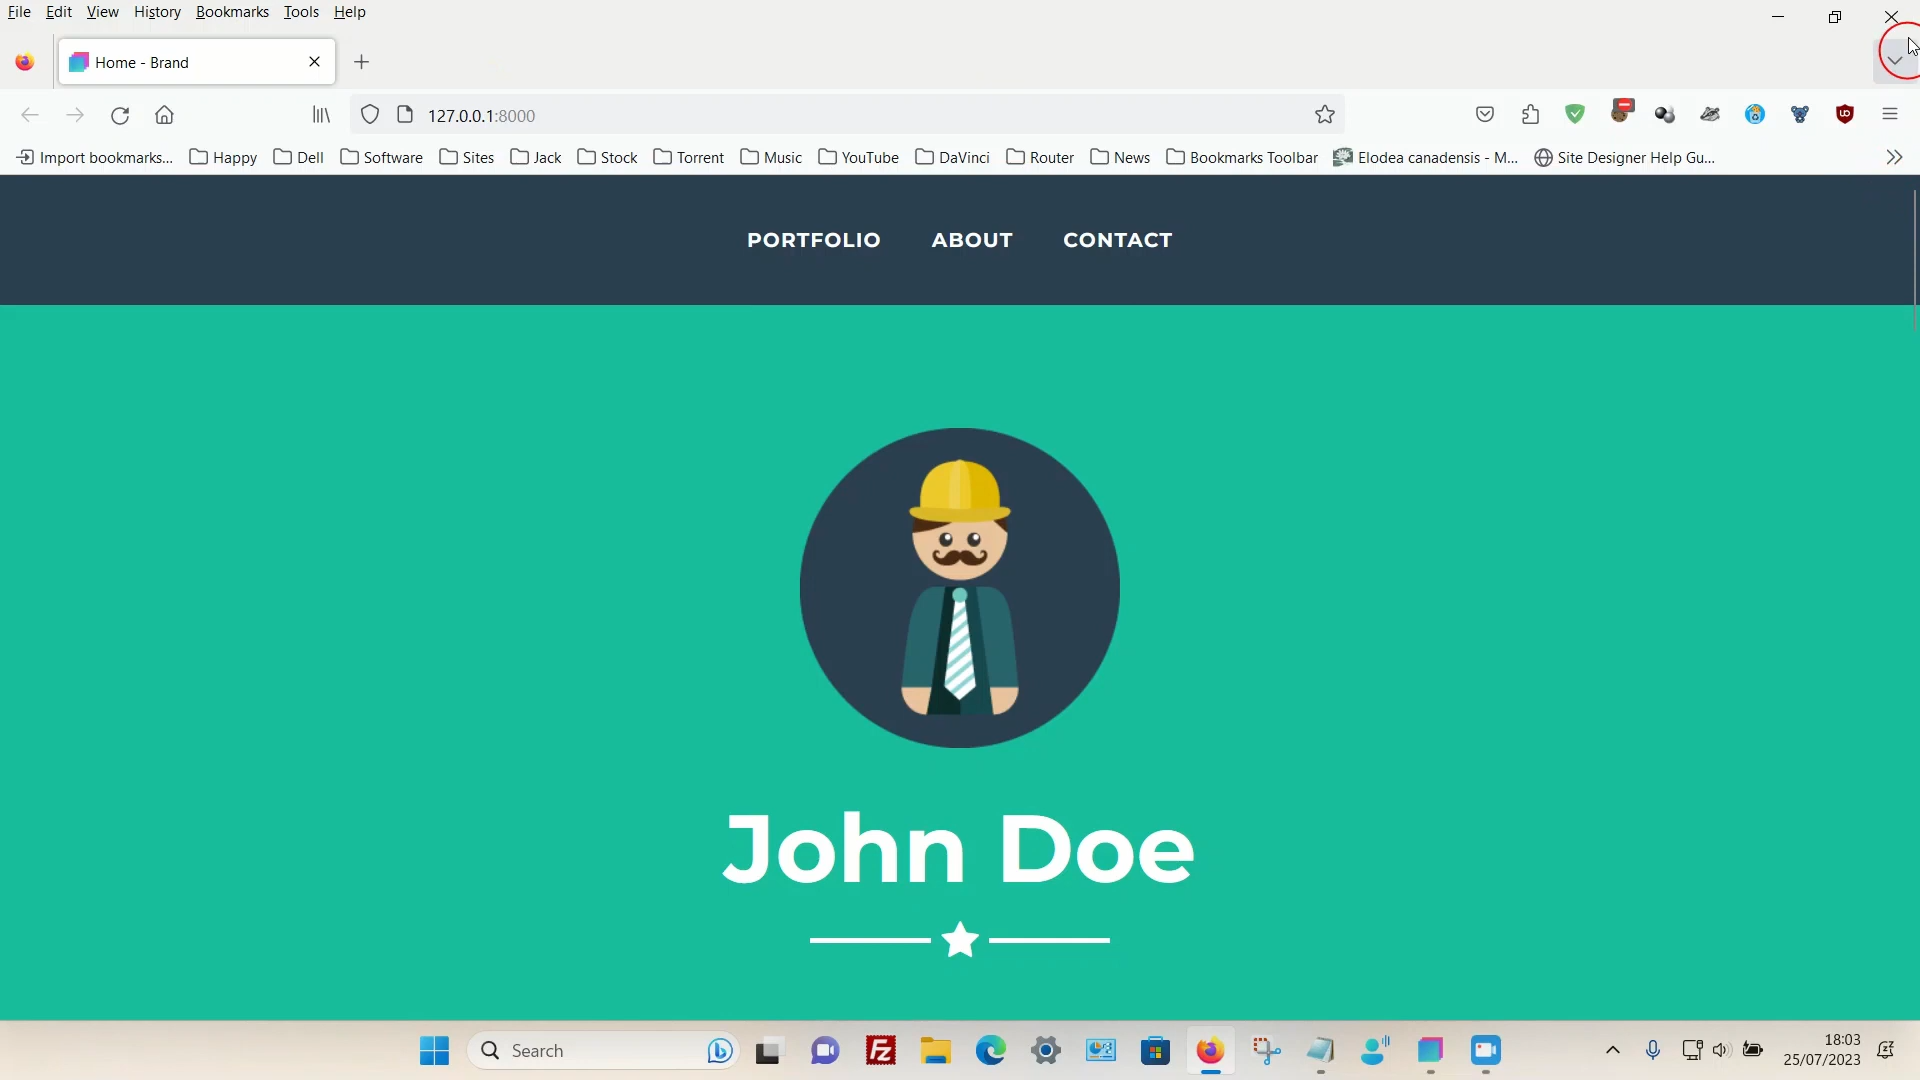 File Edit View History Bookmarks Tools Help
Home - Brand
127.0.0.1:8000
Import bookmarks... Happy Dell Software Sites Jack Stock Torrent Music YouTube DaVinci Router News Bookmarks Toolbar Elodea canadensis - M... Site Designer Help Gu...
PORTFOLIO ABOUT CONTACT
John Doe
Search
FZ
18:03
25/07/2023